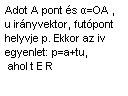 Adot A pont és α=OA ,
u irányvektor, futópont
helyvje p. Ekkor az iv
egyenlet: p=a+tu,
ahol t E R